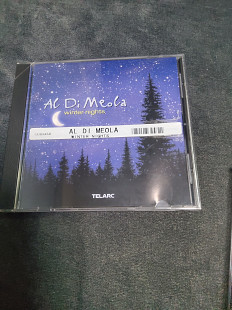 Al Di Meola
winter nights
AL DI MEOLA
WINTER NIGHTS
TELARC